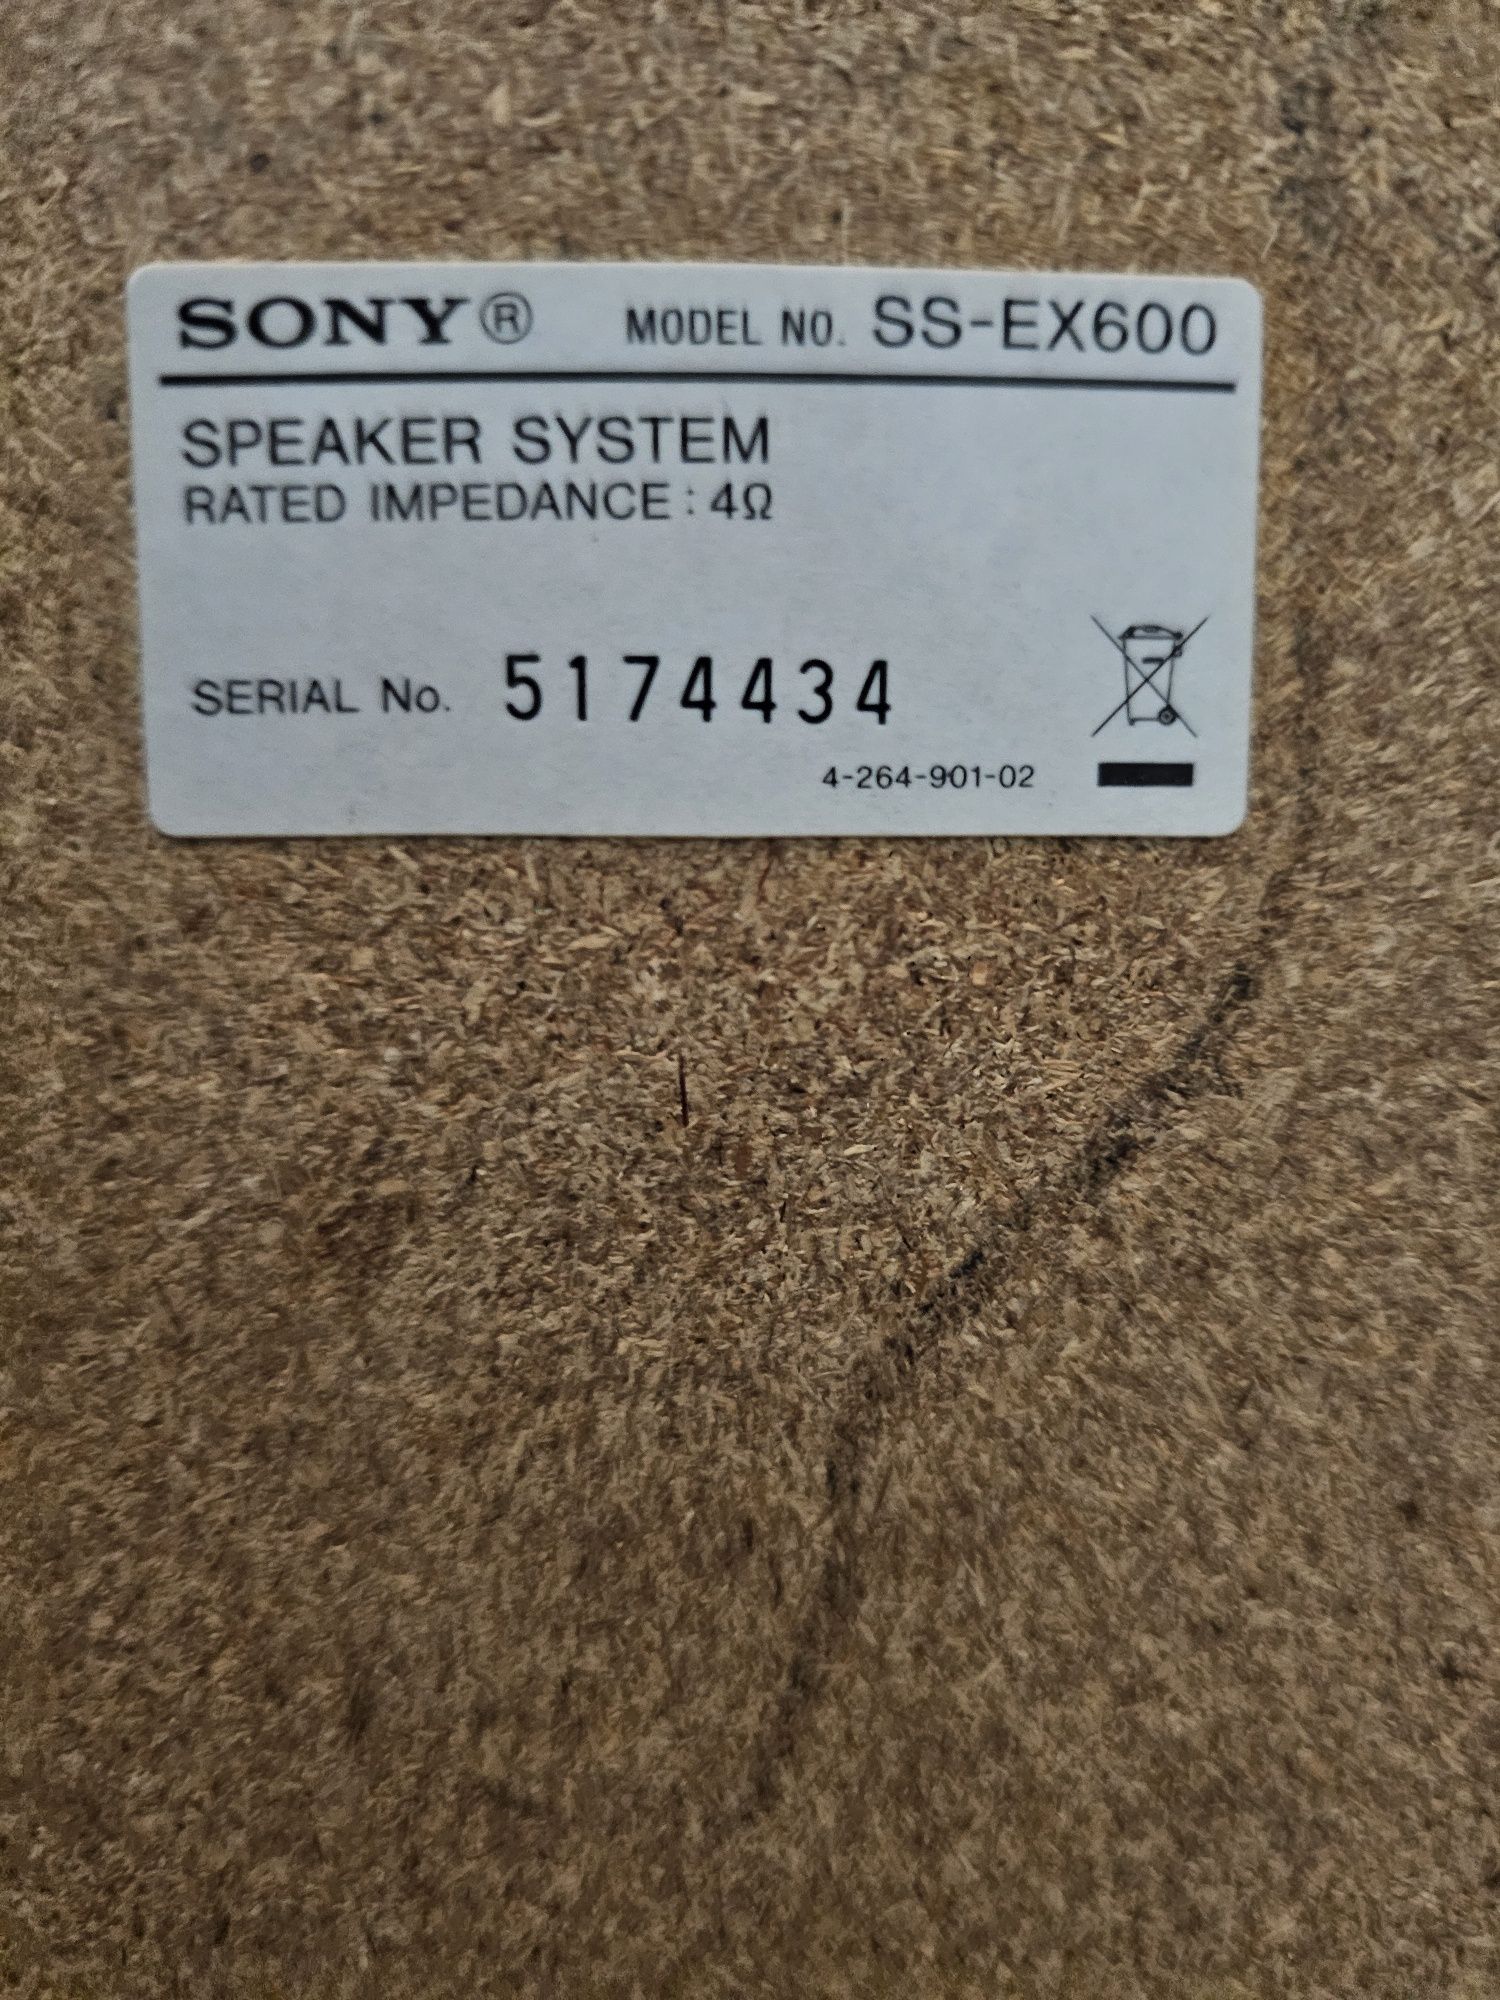 SONY® MODEL NO. SS-EX600
SPEAKER SYSTEM
RATED IMPEDANCE : 4Ω
SERIAL No. 5174434
4-264-901-02